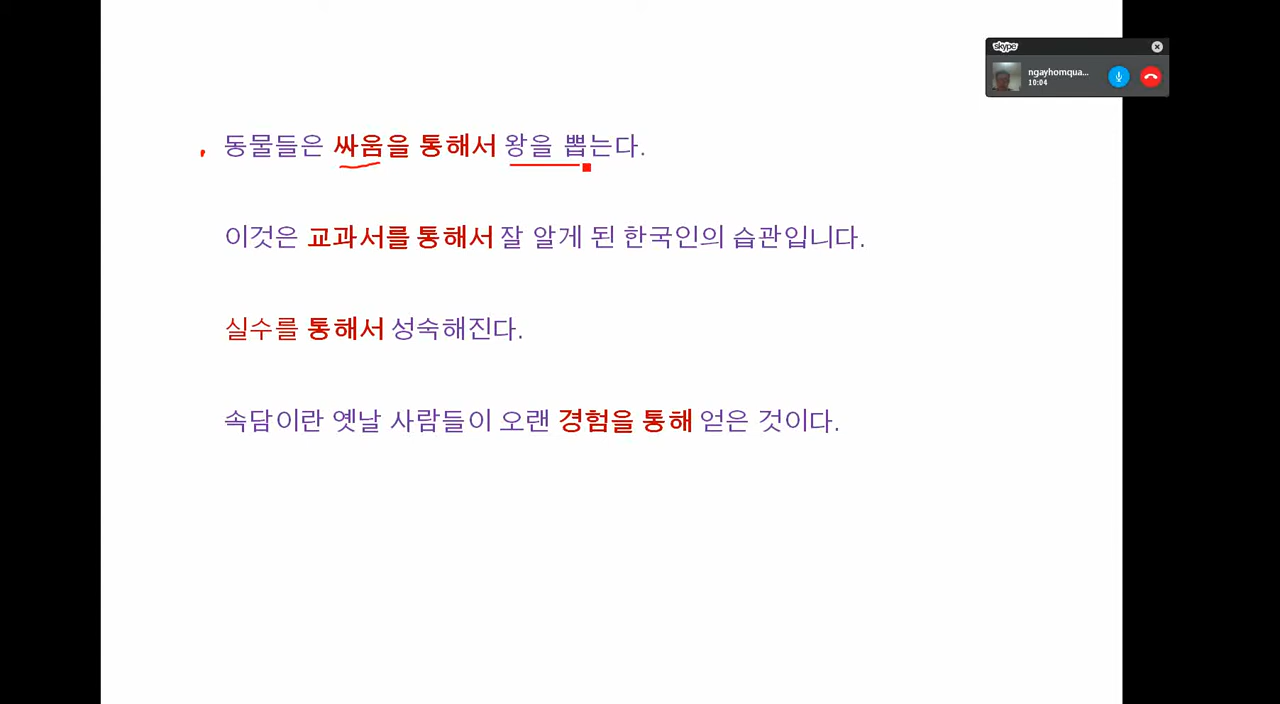 skype
ngayhomqua...
10:04
동물들은 싸움을 통해서 왕을 뽑는다.
이것은 교과서를 통해서 잘 알게 된 한국인의 습관입니다.
실수를 통해서 성숙해진다.
속담이란 옛날 사람들이 오랜 경험을 통해 얻은 것이다.